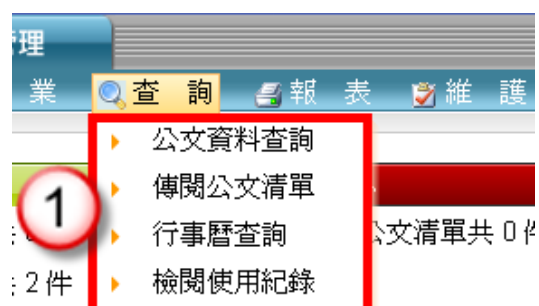 管理
業 查 詢 報 表 維 護
公文資料查詢
傳閱公文清單
1
行事曆查詢 公文清單共 0 件
共 2 件 檢閱使用紀錄